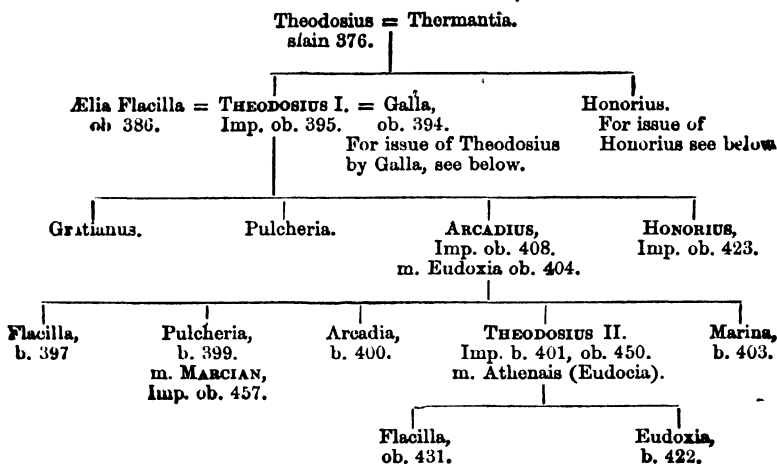 Theodosius = Thermantia.
slain 376.
Ælia Flacilla = THEODOSIUS I. = Galla,
ob 386. Imp. ob. 395. ob. 394.
Honorius.
For issue of
Honorius see below
For issue of Theodosius
by Galla, see below.
Gratianus. Pulcheria. ARCADIUS, HONORIUS,
Imp. ob. 408. Imp. ob. 423.
m. Eudoxia ob. 404.
Flacilla, Pulcheria, Arcadia, THEODOSIUS II. Marina,
b. 397 b. 399. b. 400. Imp. b. 401, ob. 450. b. 403.
m. MARCIAN, m. Athenais (Eudocia).
Imp. ob. 457.
Flacilla, Eudoxia,
ob. 431. b. 422.